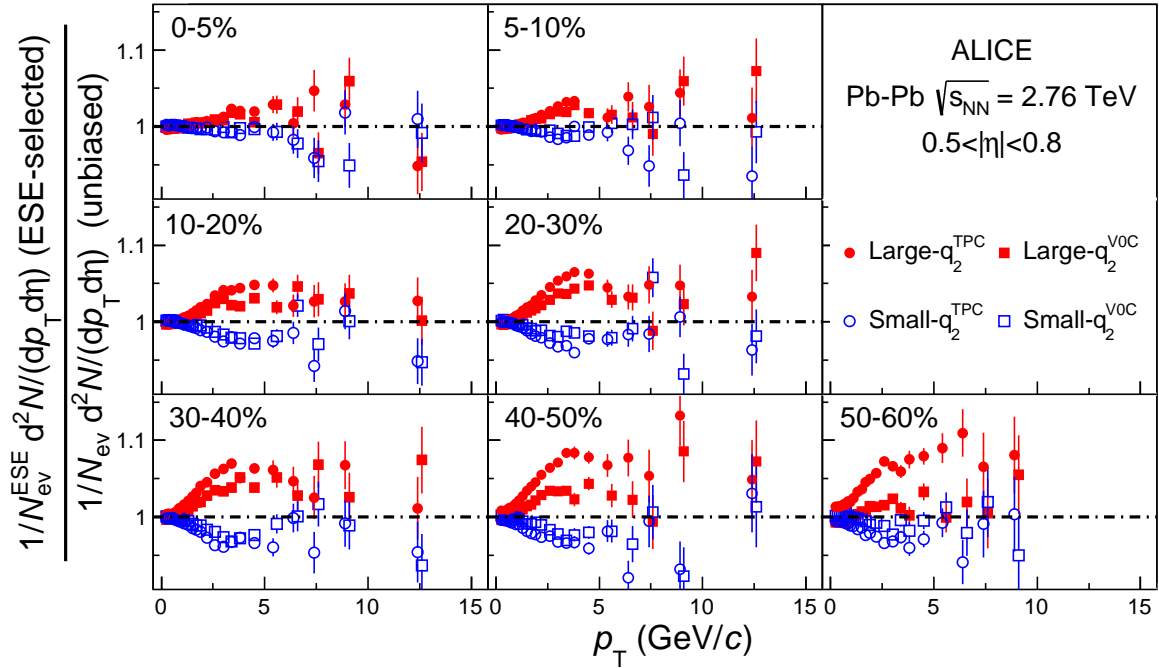 1/N_ev^ESE d²N/(dp_T dη) (ESE-selected)
1/N_ev d²N/(dp_T dη) (unbiased)
0-5%
5-10%
ALICE
Pb-Pb √s_NN = 2.76 TeV
0.5<|η|<0.8
1.1
1
10-20%
20-30%
1.1
1
Large-q_2^TPC
Large-q_2^V0C
Small-q_2^TPC
Small-q_2^V0C
30-40%
40-50%
50-60%
1.1
1
0 5 10 15 0 5 10 15 0 5 10 15
p_T (GeV/c)